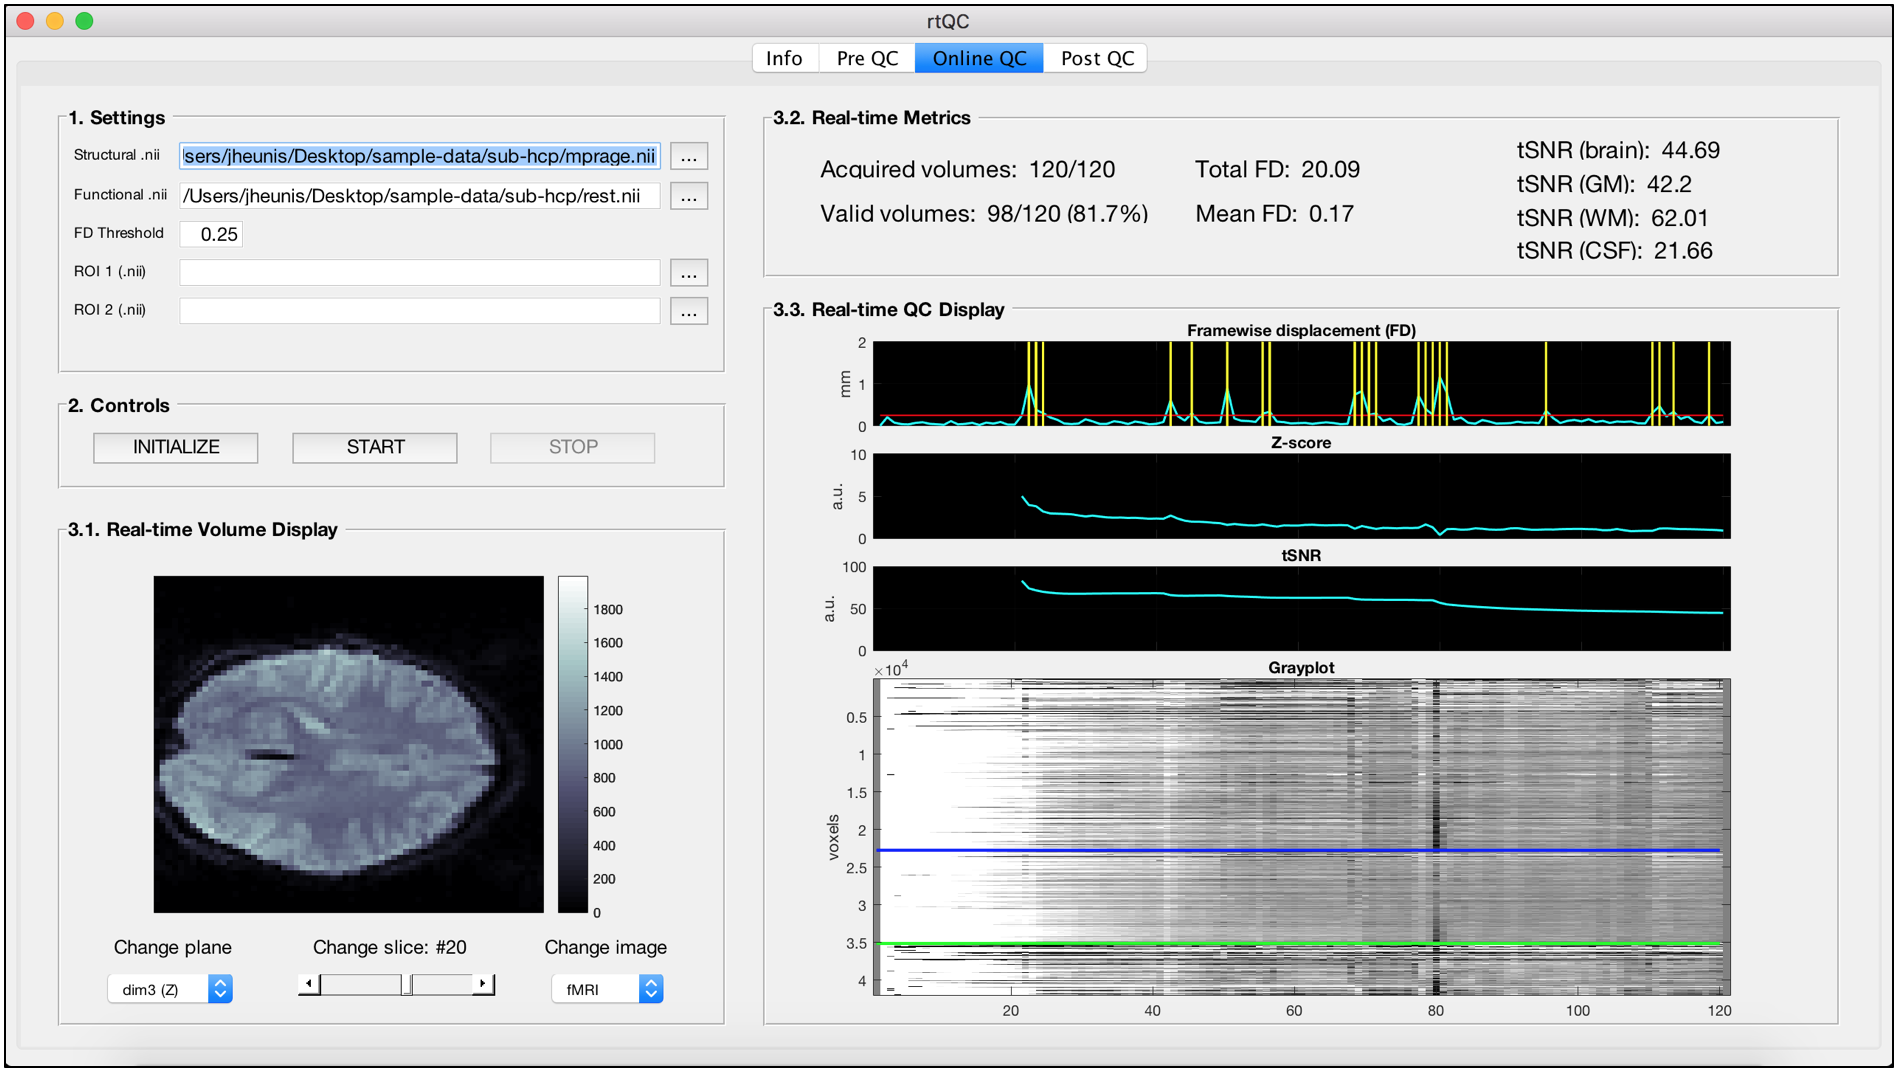 rtQC
Info Pre QC Online QC Post QC
1. Settings
Structural .nii sers/jheunis/Desktop/sample-data/sub-hcp/mprage.nii ...
Functional .nii /Users/jheunis/Desktop/sample-data/sub-hcp/rest.nii ...
FD Threshold 0.25
ROI 1 (.nii) ...
ROI 2 (.nii) ...
2. Controls
INITIALIZE START STOP
3.1. Real-time Volume Display
1800
1600
1400
1200
1000
800
600
400
200
0
Change plane Change slice: #20 Change image
dim3 (Z) fMRI
3.2. Real-time Metrics
Acquired volumes: 120/120 Total FD: 20.09
Valid volumes: 98/120 (81.7%) Mean FD: 0.17
tSNR (brain): 44.69
tSNR (GM): 42.2
tSNR (WM): 62.01
tSNR (CSF): 21.66
3.3. Real-time QC Display
Framewise displacement (FD)
2
1
0
mm
Z-score
10
5
0
a.u.
tSNR
100
50
0
a.u.
Grayplot
×10⁴
0.5
1
1.5
2
2.5
3
3.5
4
voxels
20 40 60 80 100 120